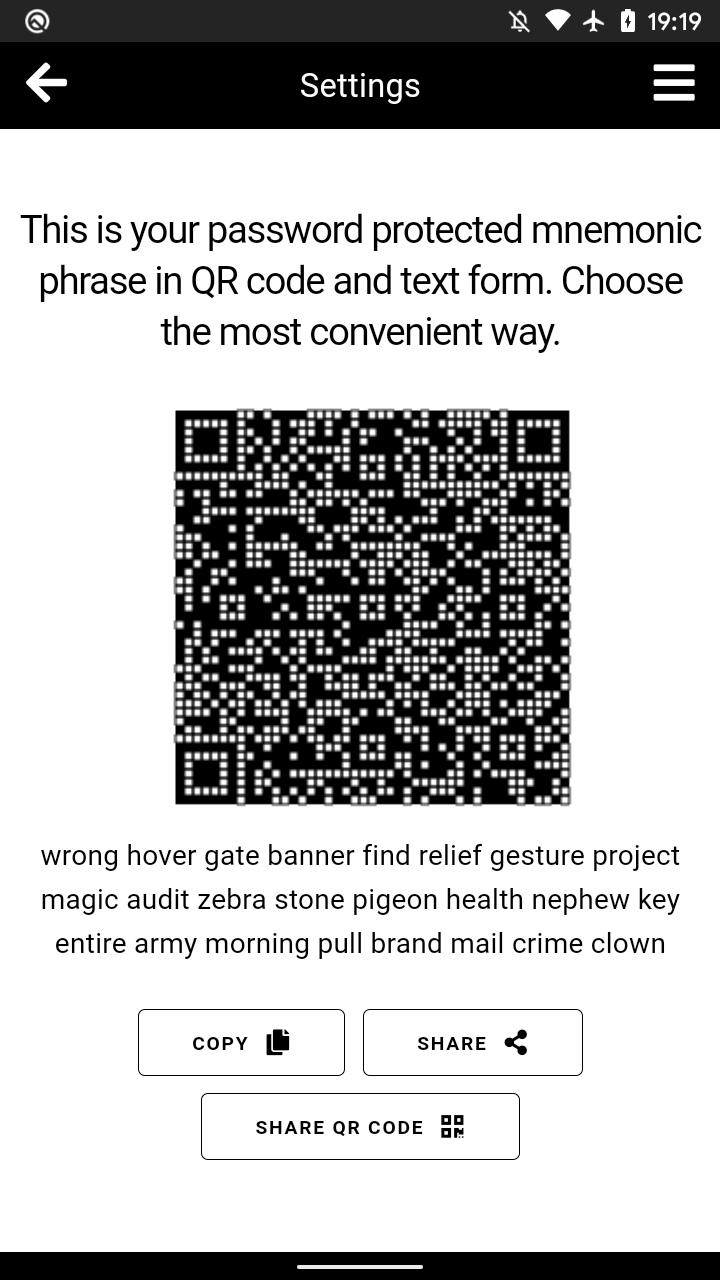 19:19
Settings
This is your password protected mnemonic
phrase in QR code and text form. Choose
the most convenient way.
wrong hover gate banner find relief gesture project
magic audit zebra stone pigeon health nephew key
entire army morning pull brand mail crime clown
COPY
SHARE
SHARE QR CODE